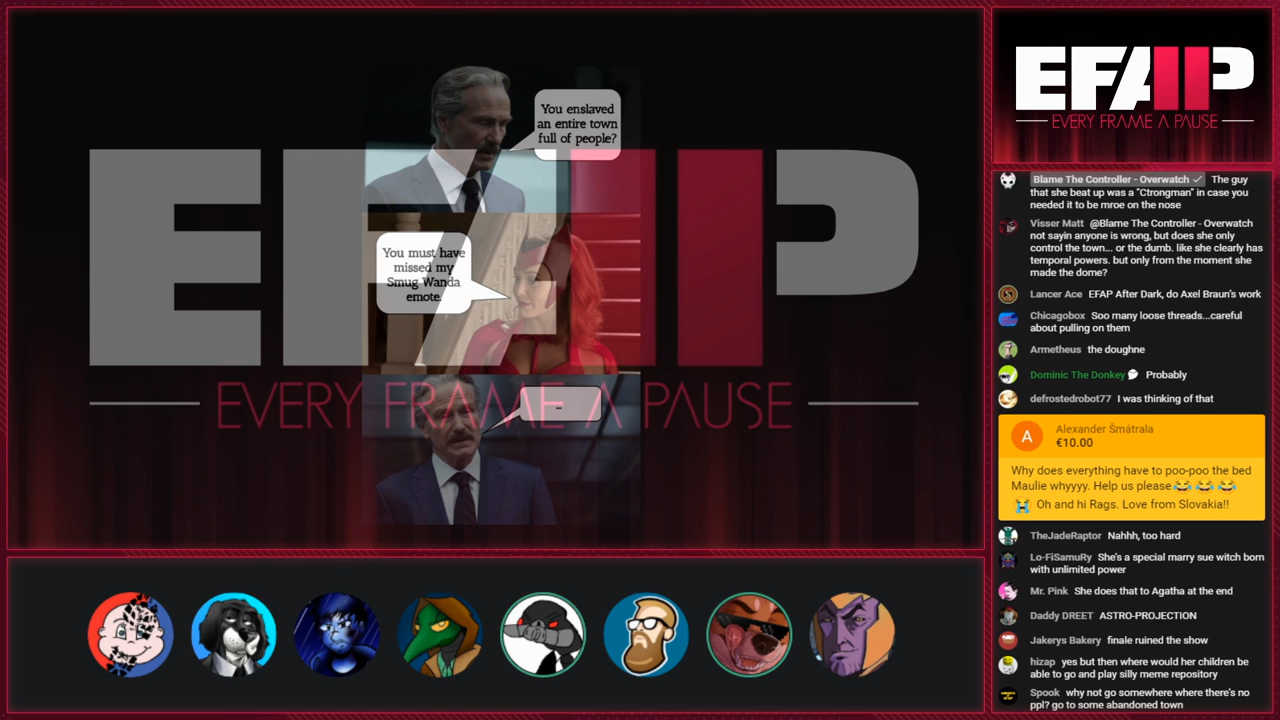 You enslaved
an entire town
full of people?
You must have
missed my
Smug Wanda
emote.
..
EFAP
EVERY FRAME A PAUSE
EFAP
EVERY FRAME A PAUSE
Blame The Controller - Overwatch ✓ The guy
that she beat up was a "Ctrongman" in case you
needed it to be mroe on the nose
Visser Matt @Blame The Controller - Overwatch
not sayin anyone is wrong, but does she only
control the town... or the dumb. like she clearly has
temporal powers. but only from the moment she
made the dome?
Lancer Ace EFAP After Dark, do Axel Braun's work
Chicagobox Soo many loose threads...careful
about pulling on them
Armetheus the doughne
Dominic The Donkey Probably
defrostedrobot77 I was thinking of that
A
Alexander Šmátrala
€10.00
Why does everything have to poo-poo the bed
Maulie whyyyy. Help us please😂 😂 😂
😭 Oh and hi Rags. Love from Slovakia!!
TheJadeRaptor Nahhh, too hard
Lo-FiSamuRy She's a special marry sue witch born
with unlimited power
Mr. Pink She does that to Agatha at the end
Daddy DREET ASTRO-PROJECTION
Jakerys Bakery finale ruined the show
hizap yes but then where would her children be
able to go and play silly meme repository
Spook why not go somewhere where there's no
ppl? go to some abandoned town